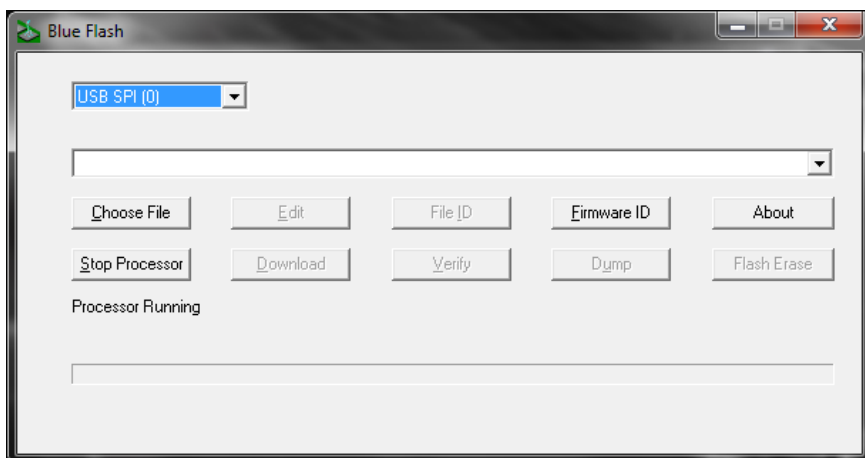 Blue Flash
USB SPI (0)
Choose File Edit File ID Firmware ID About
Stop Processor Download Verify Dump Flash Erase
Processor Running